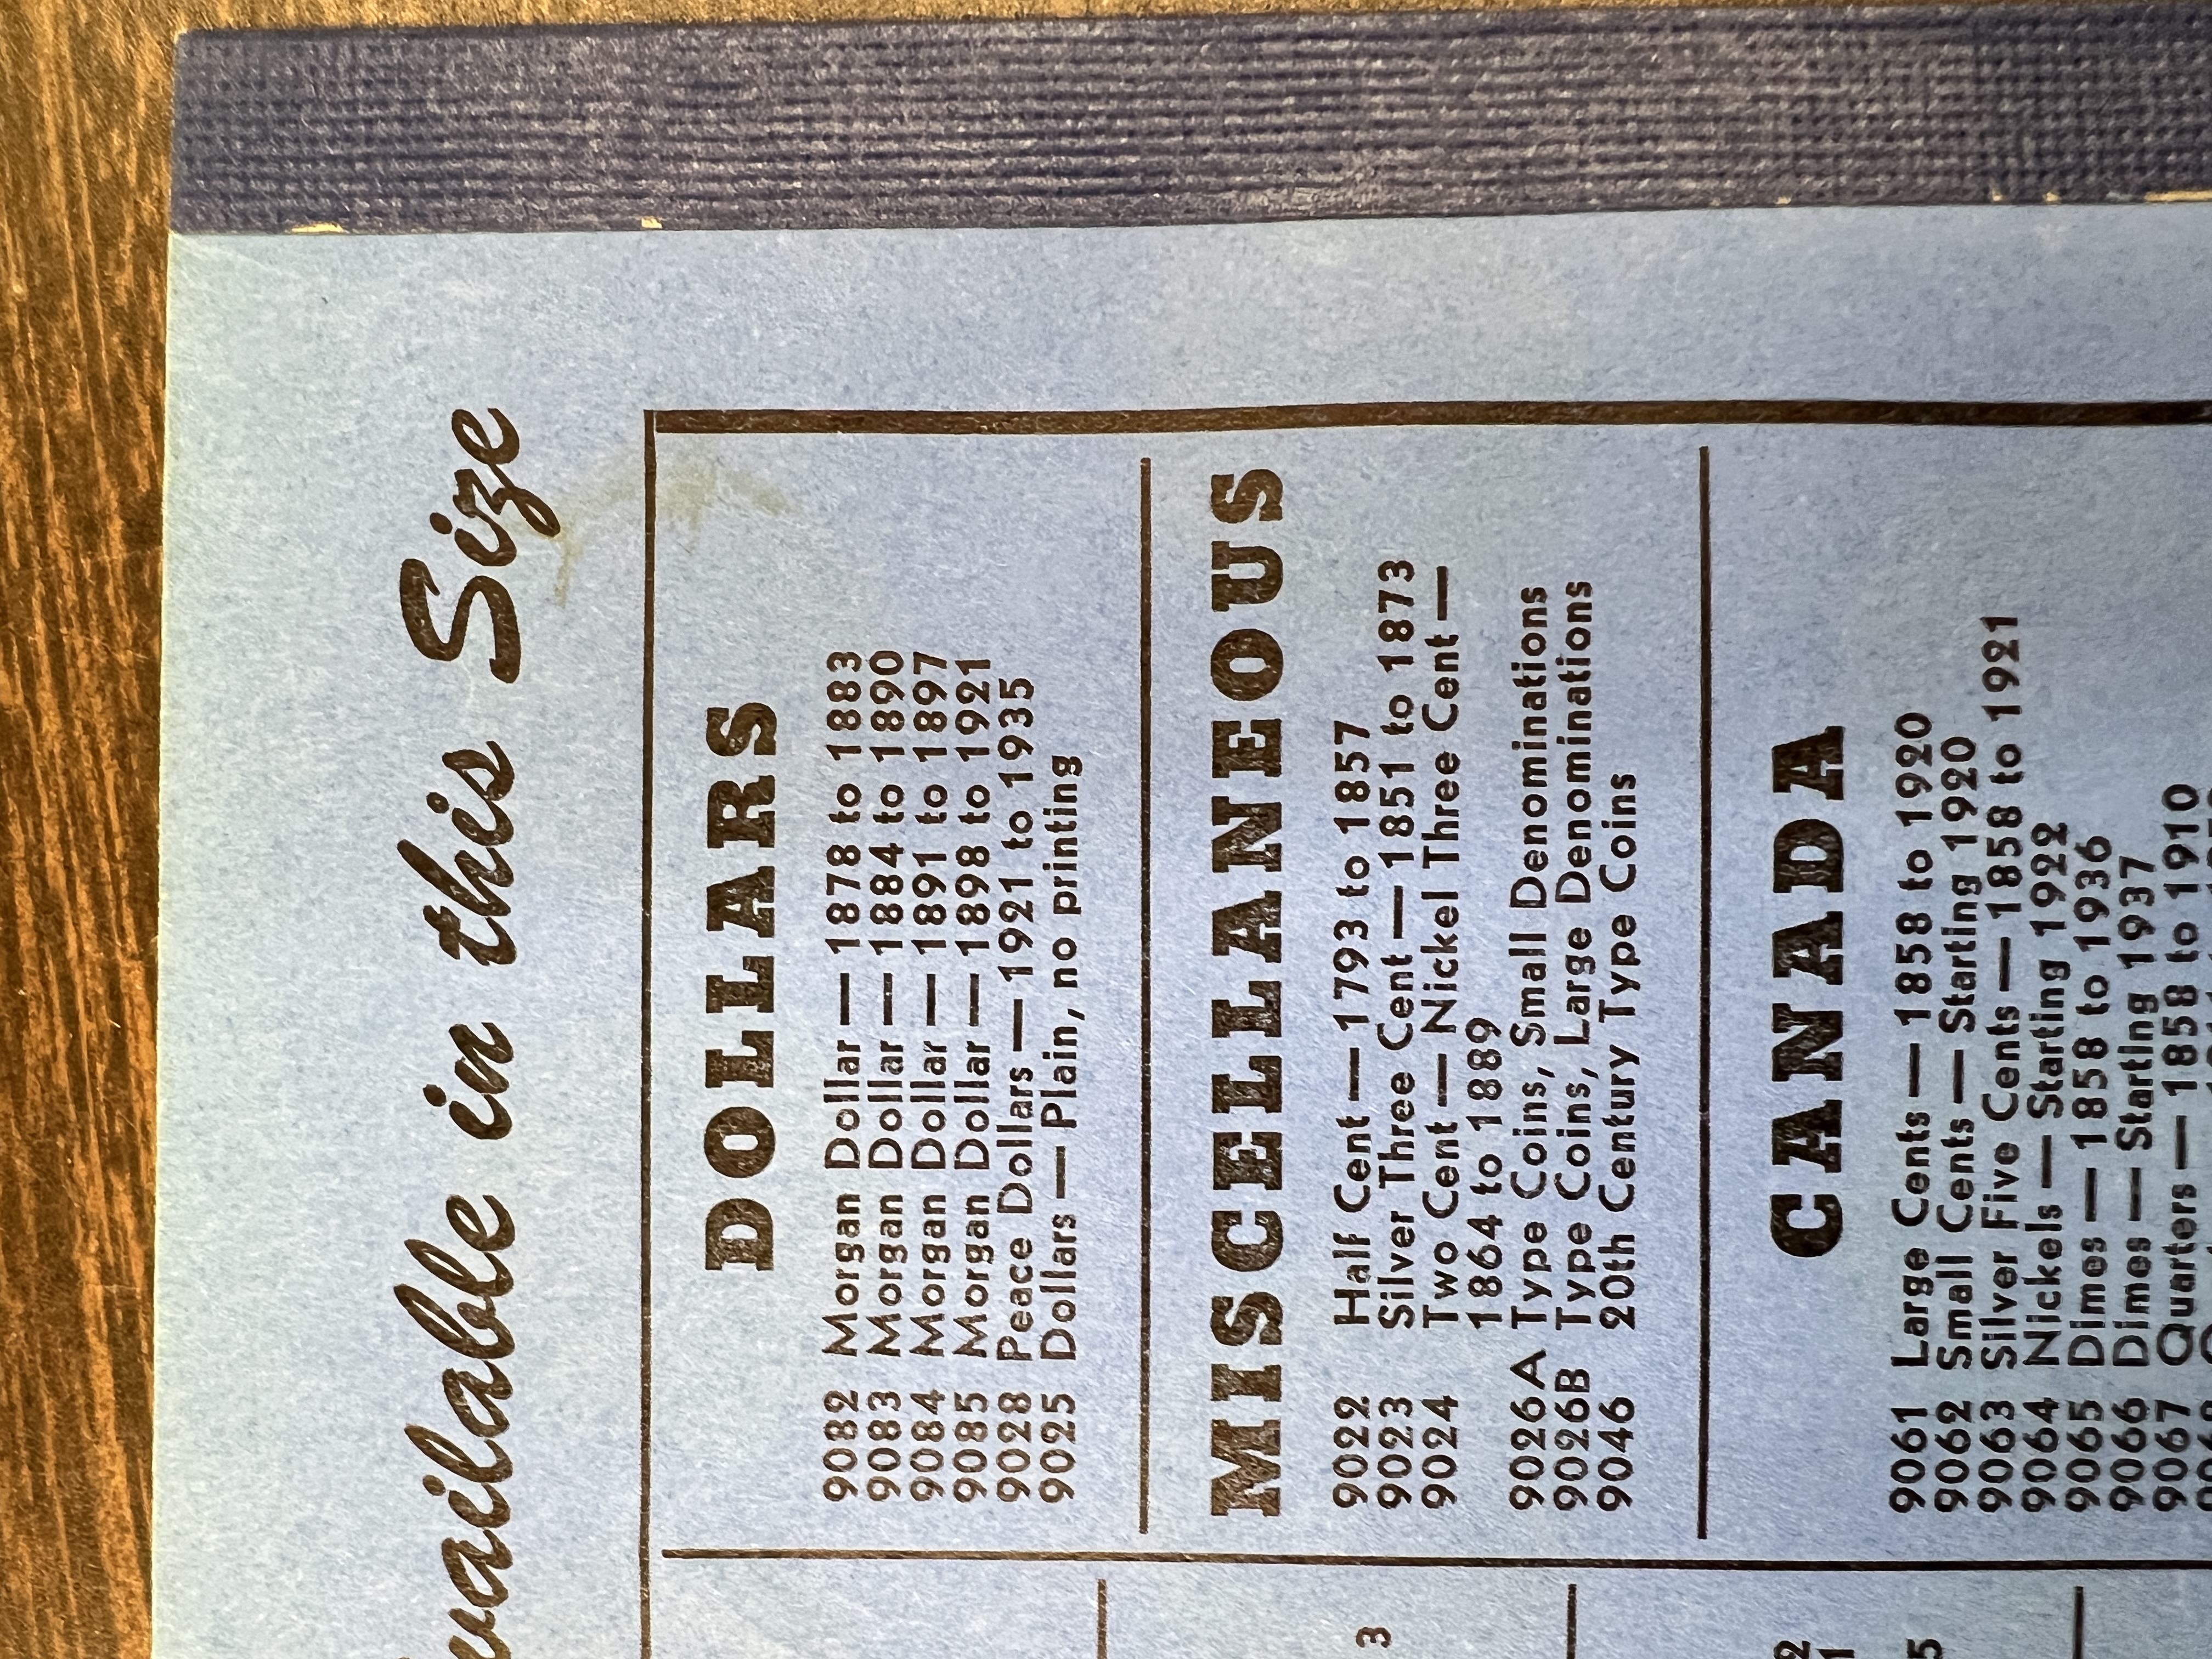 in this Size
DOLLARS
9082 Morgan Dollar — 1878 to 1883
9083 Morgan Dollar — 1884 to 1890
9084 Morgan Dollar — 1891 to 1897
9085 Morgan Dollar — 1898 to 1921
9028 Peace Dollars — 1921 to 1935
9025 Dollars — Plain, no printing
MISCELLANEOUS
9022 Half Cent — 1793 to 1857
9023 Silver Three Cent — 1851 to 1873
9024 Two Cent — Nickel Three Cent —
1864 to 1889
9026A Type Coins, Small Denominations
9026B Type Coins, Large Denominations
9046 20th Century Type Coins
CANADA
9061 Large Cents — 1858 to 1920
9062 Small Cents — Starting 1920
9063 Silver Five Cents — 1858 to 1921
9064 Nickels — Starting 1922
9065 Dimes — 1858 to 1936
9066 Dimes — Starting 1937
9067 Quarters — 1858 to 1910